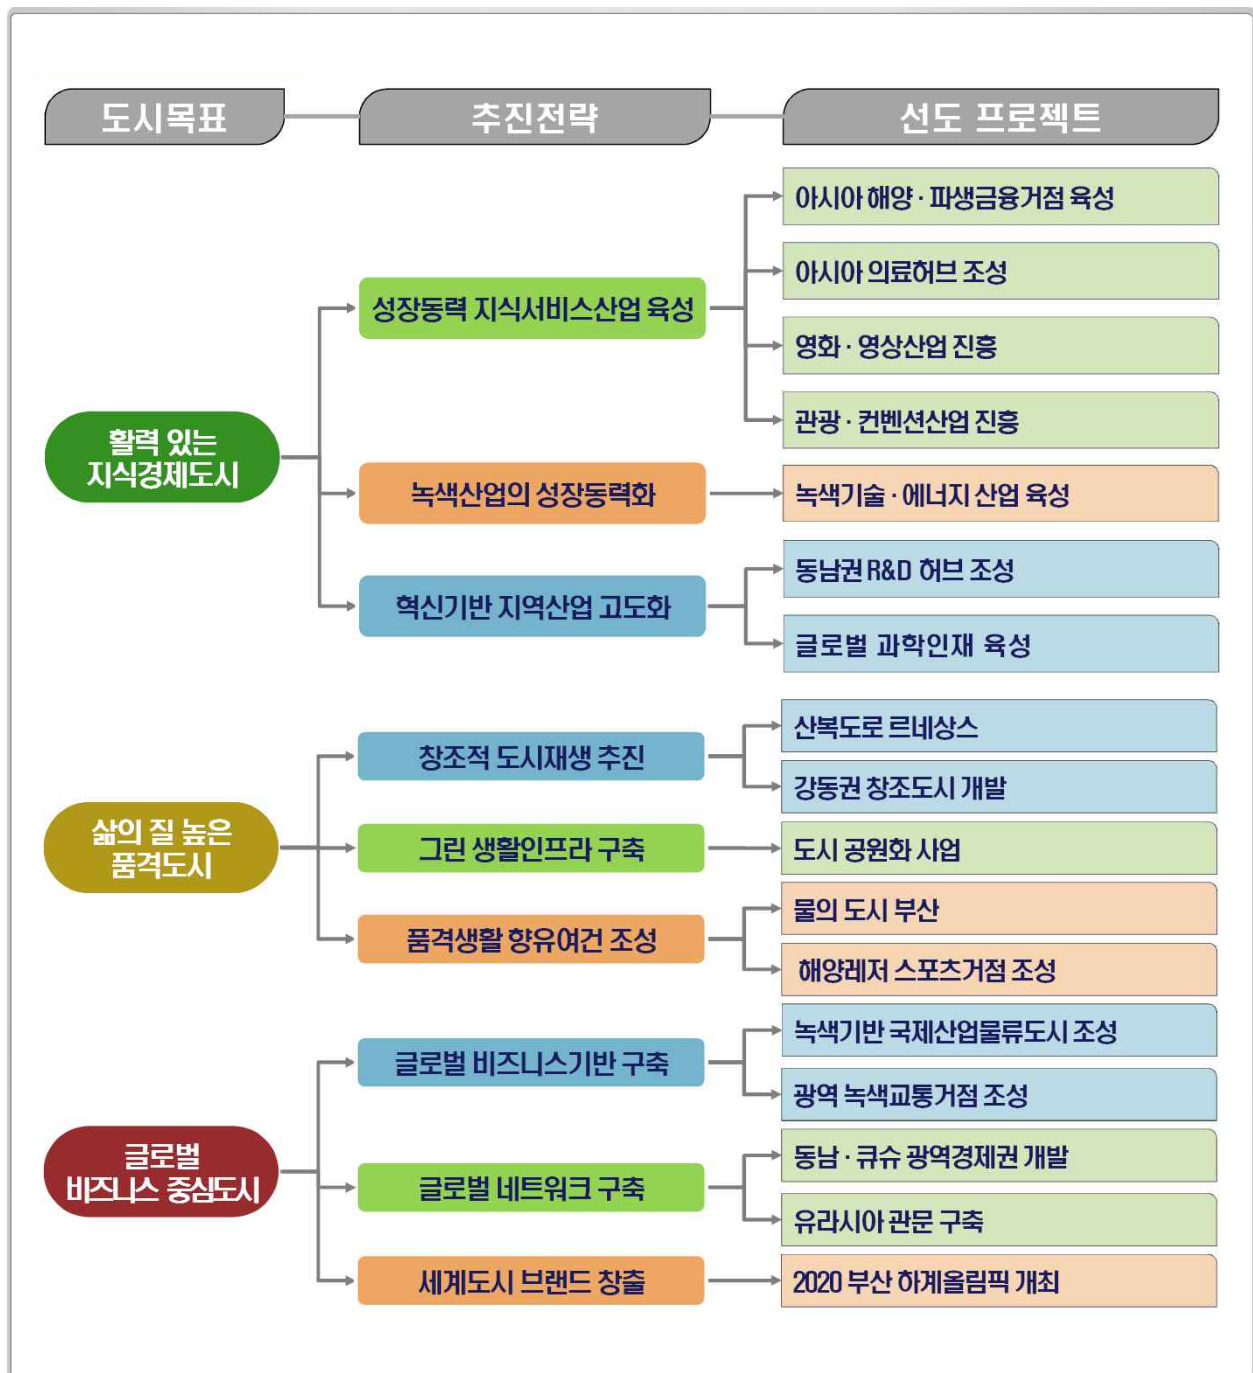 도시목표
추진전략
선도 프로젝트
활력 있는
지식경제도시
성장동력 지식서비스산업 육성
아시아 해양·파생금융거점 육성
아시아 의료허브 조성
영화·영상산업 진흥
관광·컨벤션산업 진흥
녹색산업의 성장동력화
녹색기술·에너지 산업 육성
혁신기반 지역산업 고도화
동남권 R&D 허브 조성
글로벌 과학인재 육성
삶의 질 높은
품격도시
창조적 도시재생 추진
산복도로 르네상스
강동권 창조도시 개발
그린 생활인프라 구축
도시 공원화 사업
품격생활 향유여건 조성
물의 도시 부산
해양레저 스포츠거점 조성
글로벌
비즈니스 중심도시
글로벌 비즈니스기반 구축
녹색기반 국제산업물류도시 조성
광역 녹색교통거점 조성
글로벌 네트워크 구축
동남·큐슈 광역경제권 개발
유라시아 관문 구축
세계도시 브랜드 창출
2020 부산 하계올림픽 개최